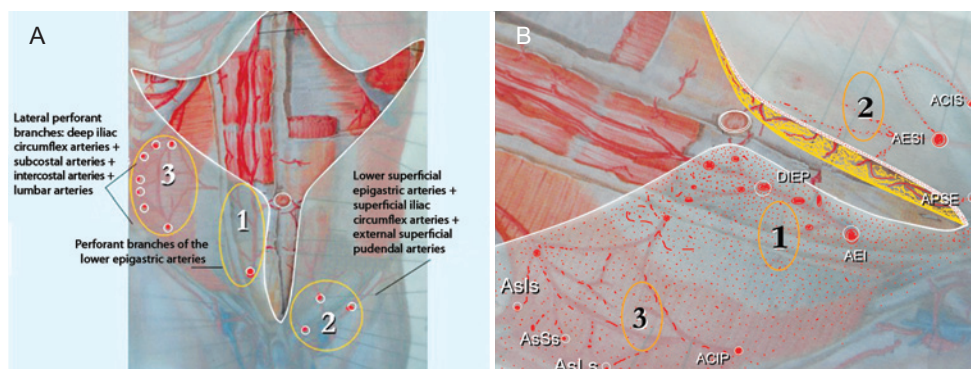 A
Lateral perforant
branches: deep iliac
circumflex arteries +
subcostal arteries +
intercostal arteries +
lumbar arteries
3
1
Perforant branches of the
lower epigastric arteries
Lower superficial
epigastric arteries +
superficial iliac
circumflex arteries +
external superficial
pudendal arteries
2
B
2
ACIS
AESI
DIEP
APSE
1
AEI
AsIs
3
AsSs
AsLs
ACIP